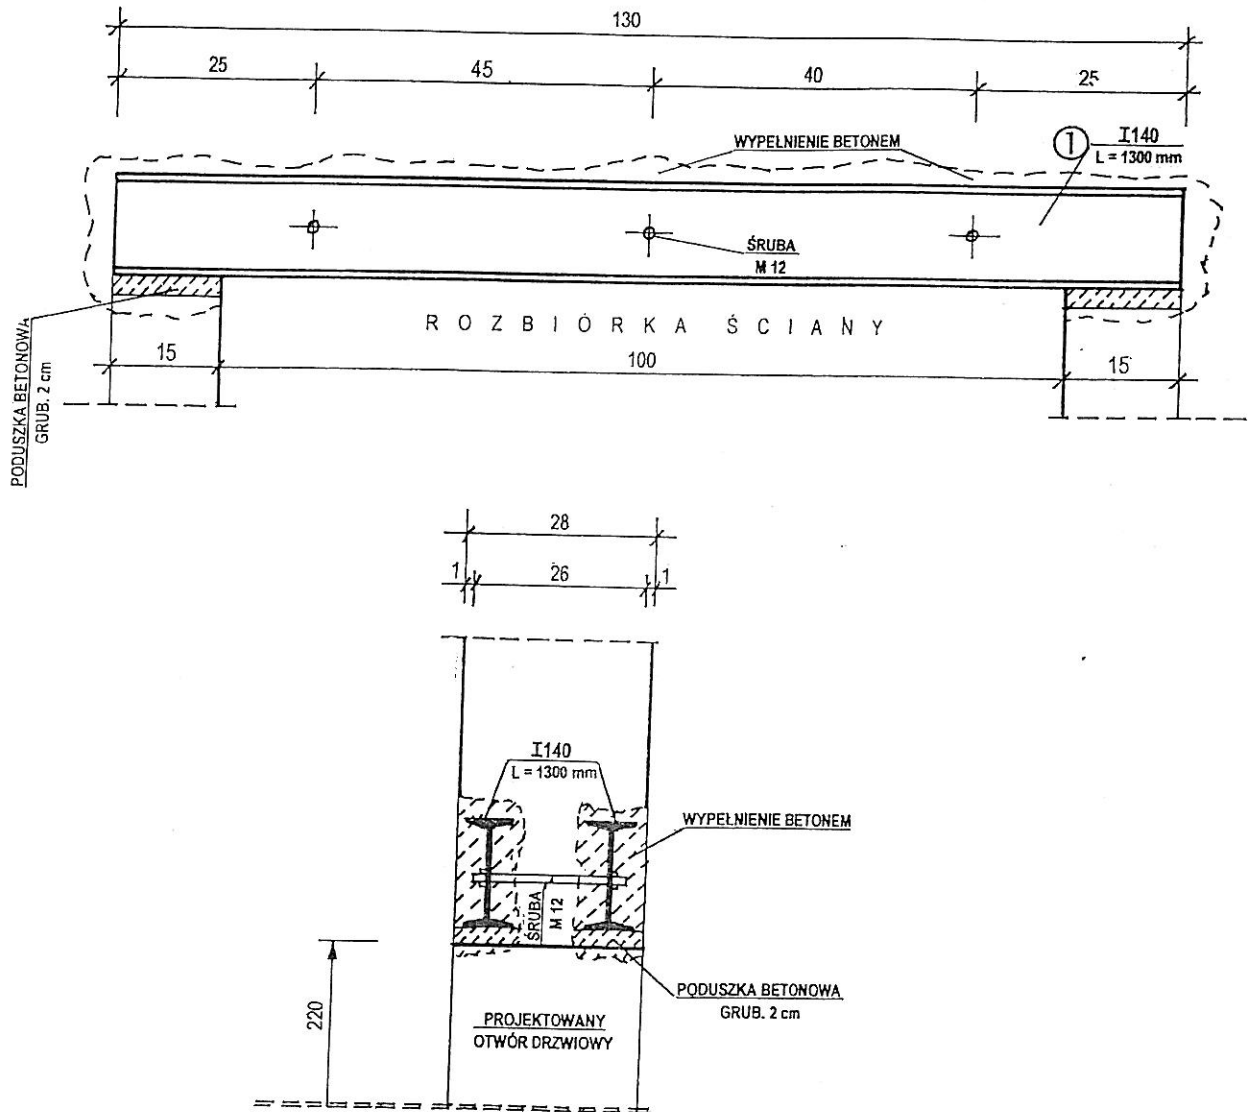 130
25 45 40 25
WYPEŁNIENIE BETONEM
1 I140
L = 1300 mm
ŚRUBA
M 12
ROZBIÓRKA ŚCIANY
PODUSZKA BETONOWA
GRUB. 2 cm
15 100 15
28
1 26 1
I140
L = 1300 mm
WYPEŁNIENIE BETONEM
ŚRUBA
M 12
PODUSZKA BETONOWA
GRUB. 2 cm
220
PROJEKTOWANY
OTWÓR DRZWIOWY